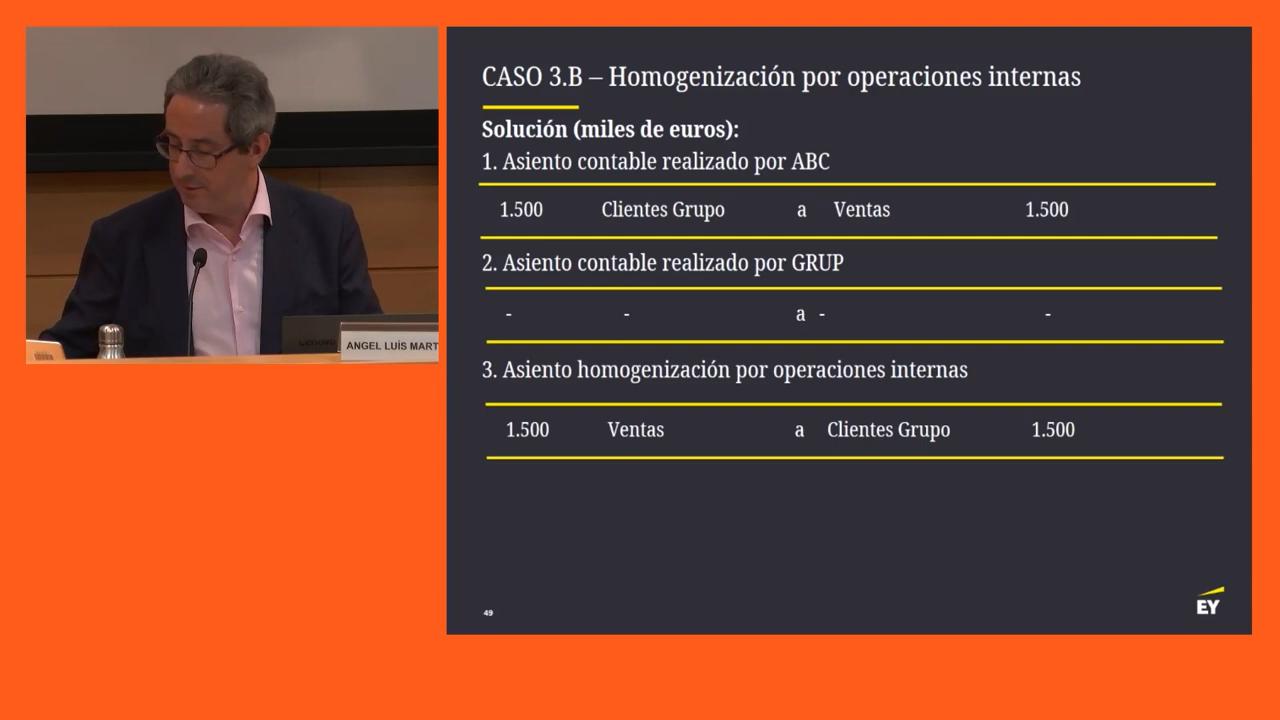 CASO 3.B – Homogenización por operaciones internas
Solución (miles de euros):
1. Asiento contable realizado por ABC
1.500 Clientes Grupo a Ventas 1.500
2. Asiento contable realizado por GRUP
- - a - -
3. Asiento homogenización por operaciones internas
1.500 Ventas a Clientes Grupo 1.500
49
EY
ANGEL LUÍS MART